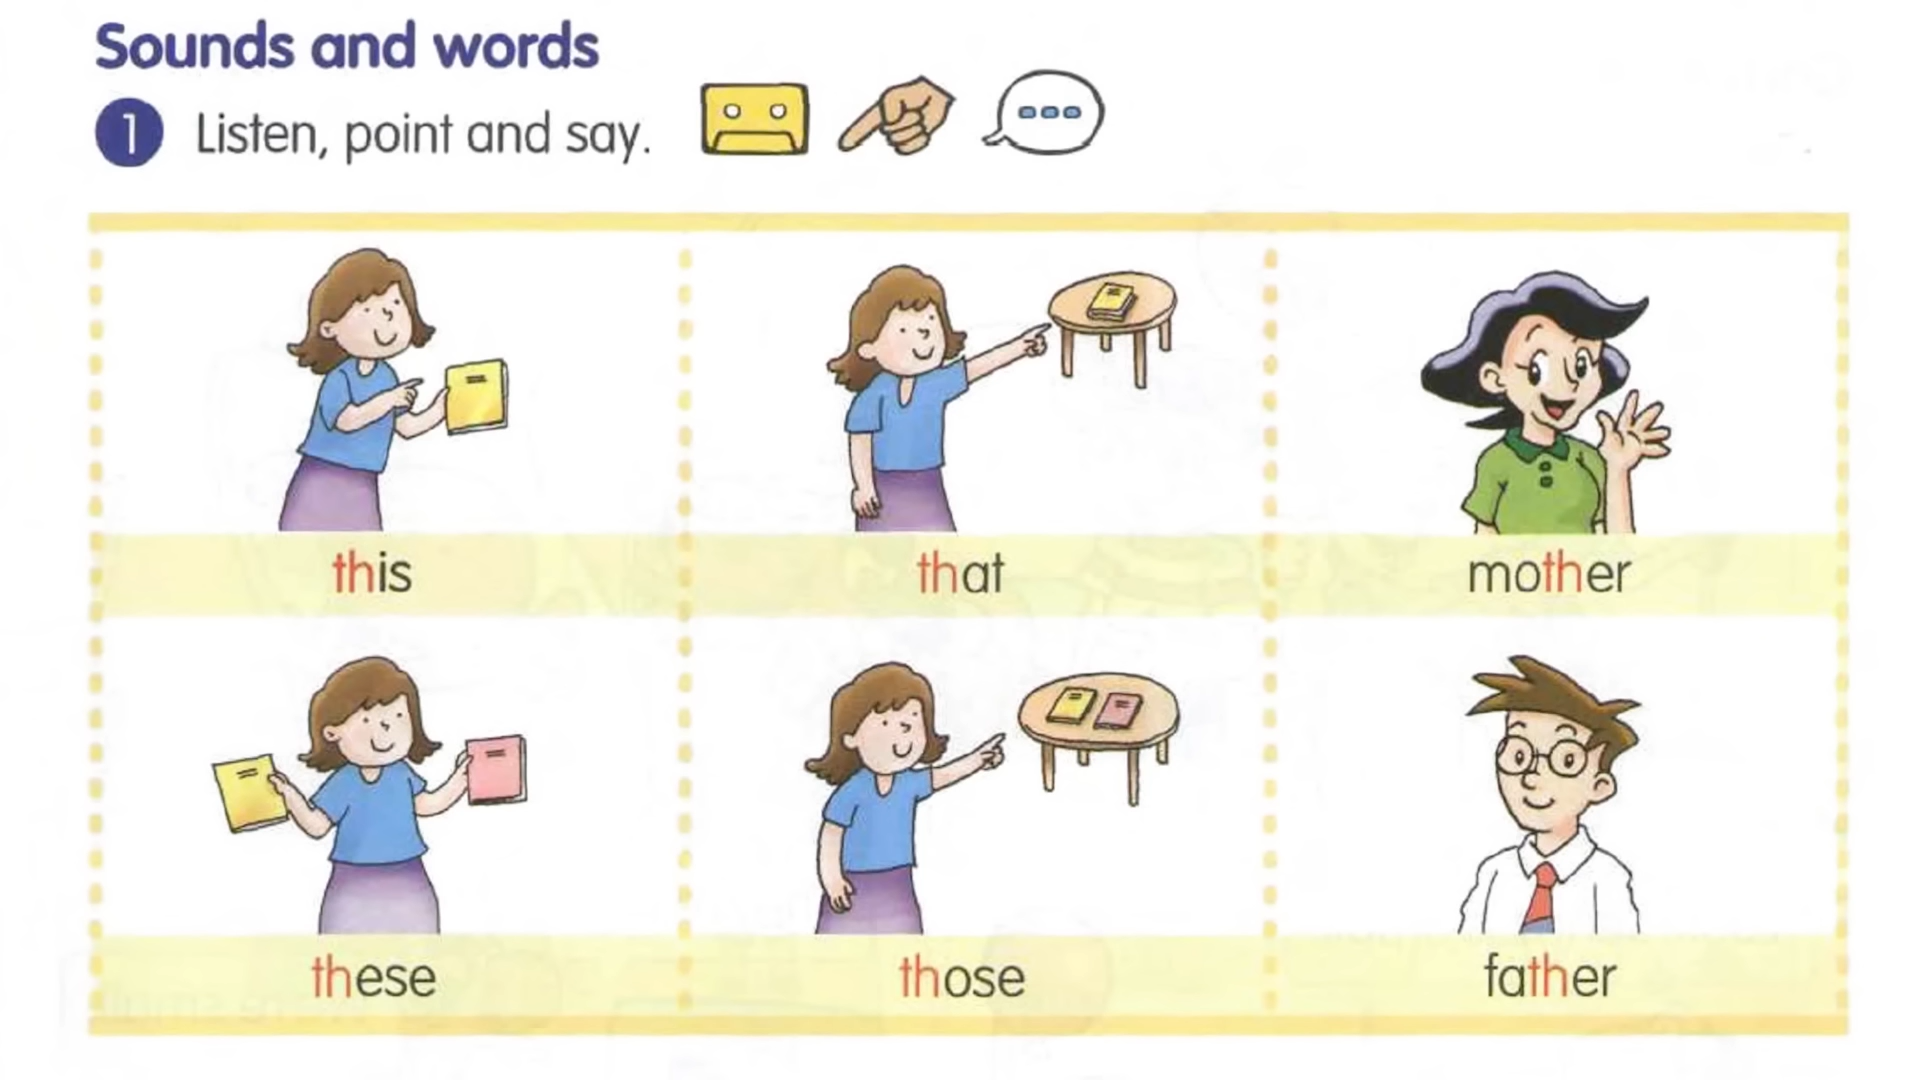 Sounds and words
1 Listen, point and say.
this that mother
these those father